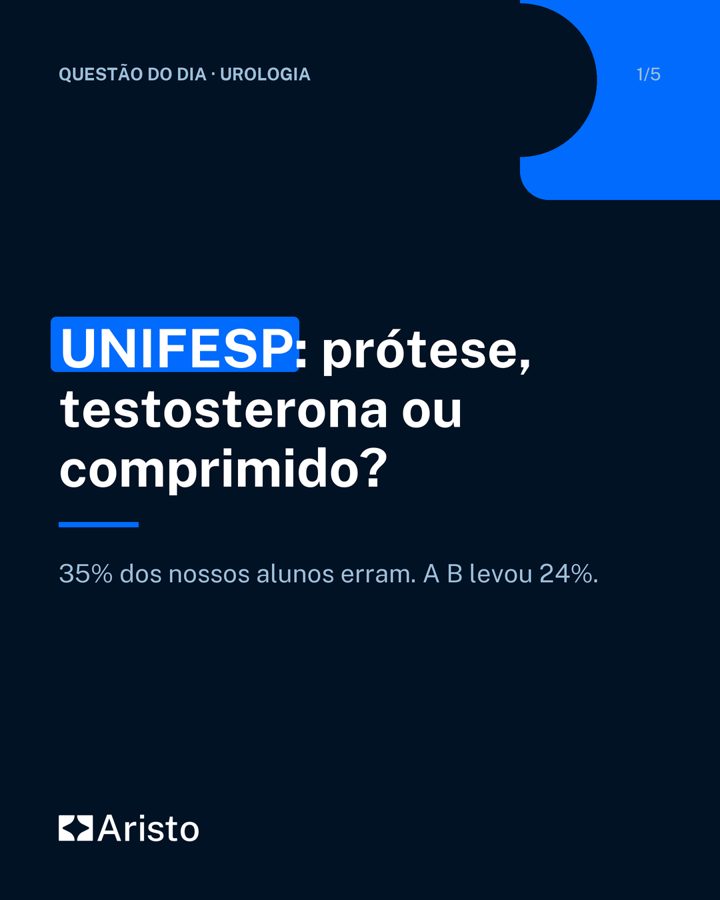 QUESTÃO DO DIA · UROLOGIA
1/5
UNIFESP: prótese,
testosterona ou
comprimido?
35% dos nossos alunos erram. A B levou 24%.
Aristo